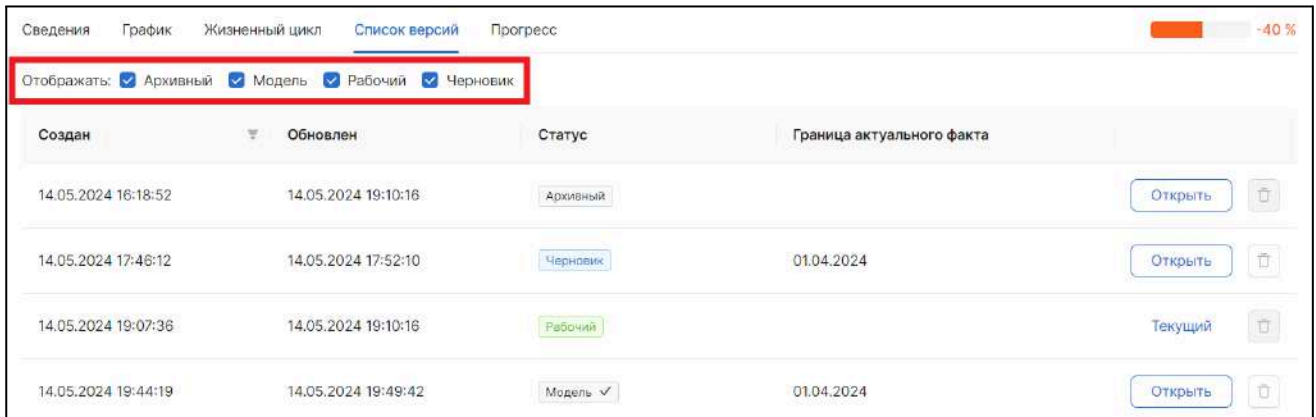 Сведения График Жизненный цикл Список версий Прогресс -40 %
Отображать: Архивный Модель Рабочий Черновик
Создан Обновлен Статус Граница актуального факта
14.05.2024 16:18:52 14.05.2024 19:10:16 Архивный Открыть
14.05.2024 17:46:12 14.05.2024 17:52:10 Черновик 01.04.2024 Открыть
14.05.2024 19:07:36 14.05.2024 19:10:16 Рабочий Текущий
14.05.2024 19:44:19 14.05.2024 19:49:42 Модель 01.04.2024 Открыть